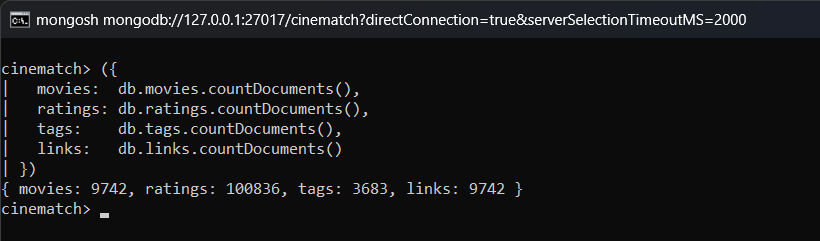 mongosh mongodb://127.0.0.1:27017/cinematch?directConnection=true&serverSelectionTimeoutMS=2000
cinematch> ({
|   movies:  db.movies.countDocuments(),
|   ratings: db.ratings.countDocuments(),
|   tags:    db.tags.countDocuments(),
|   links:   db.links.countDocuments()
| })
{ movies: 9742, ratings: 100836, tags: 3683, links: 9742 }
cinematch>